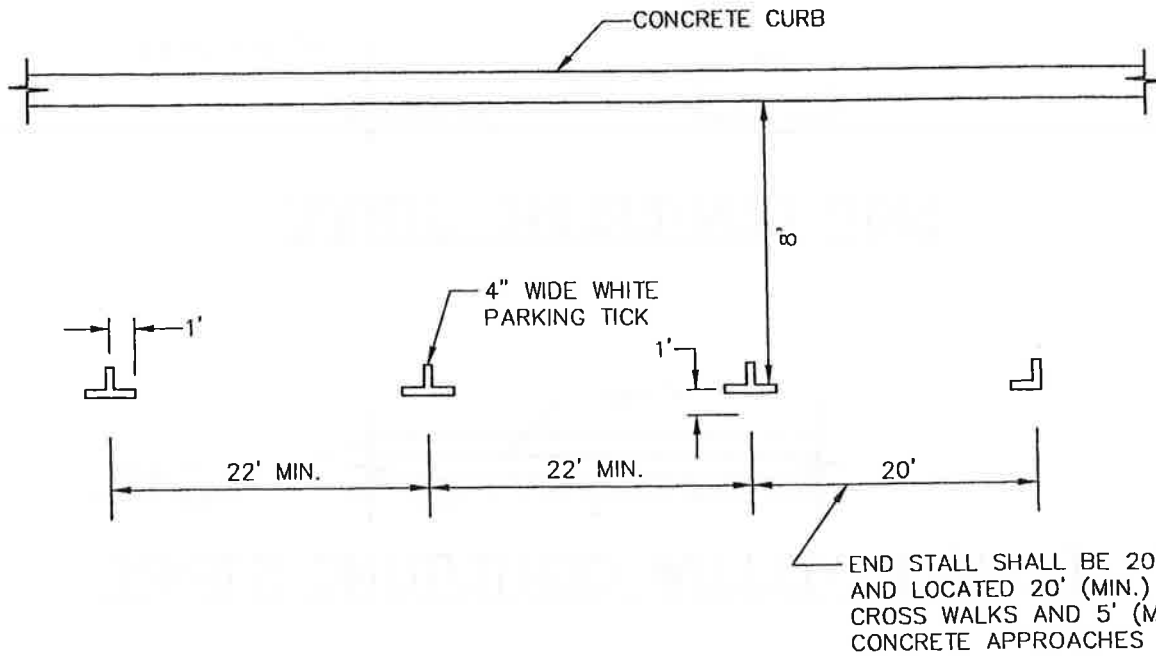 CONCRETE CURB
8'
4" WIDE WHITE
PARKING TICK
1'
1'
22' MIN.
22' MIN.
20'
END STALL SHALL BE 20
AND LOCATED 20' (MIN.)
CROSS WALKS AND 5' (M
CONCRETE APPROACHES